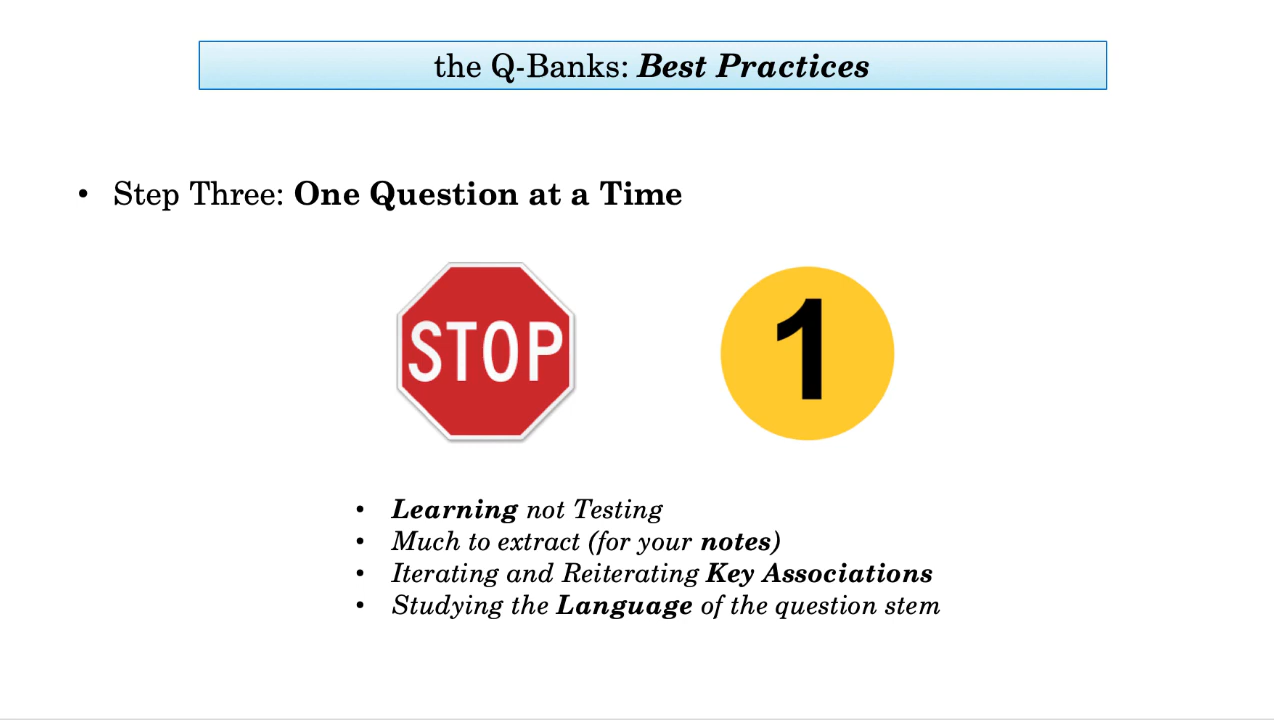 the Q-Banks: Best Practices
• Step Three: One Question at a Time
STOP
1
• Learning not Testing
• Much to extract (for your notes)
• Iterating and Reiterating Key Associations
• Studying the Language of the question stem